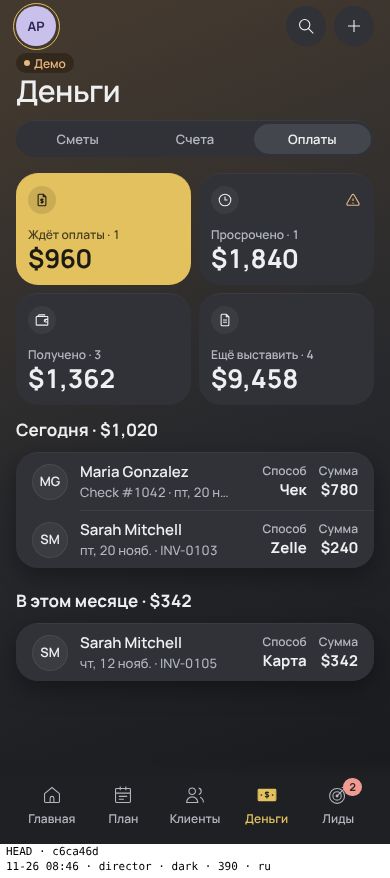 AP
Демо
Деньги
Сметы Счета Оплаты
Ждёт оплаты · 1
$960
Просрочено · 1
$1,840
Получено · 3
$1,362
Ещё выставить · 4
$9,458
Сегодня · $1,020
MG Maria Gonzalez Способ Сумма
Check #1042 · пт, 20 н… Чек $780
SM Sarah Mitchell Способ Сумма
пт, 20 нояб. · INV-0103 Zelle $240
В этом месяце · $342
SM Sarah Mitchell Способ Сумма
чт, 12 нояб. · INV-0105 Карта $342
2
Главная План Клиенты Деньги Лиды
HEAD · c6ca46d
11-26 08:46 · director · dark · 390 · ru